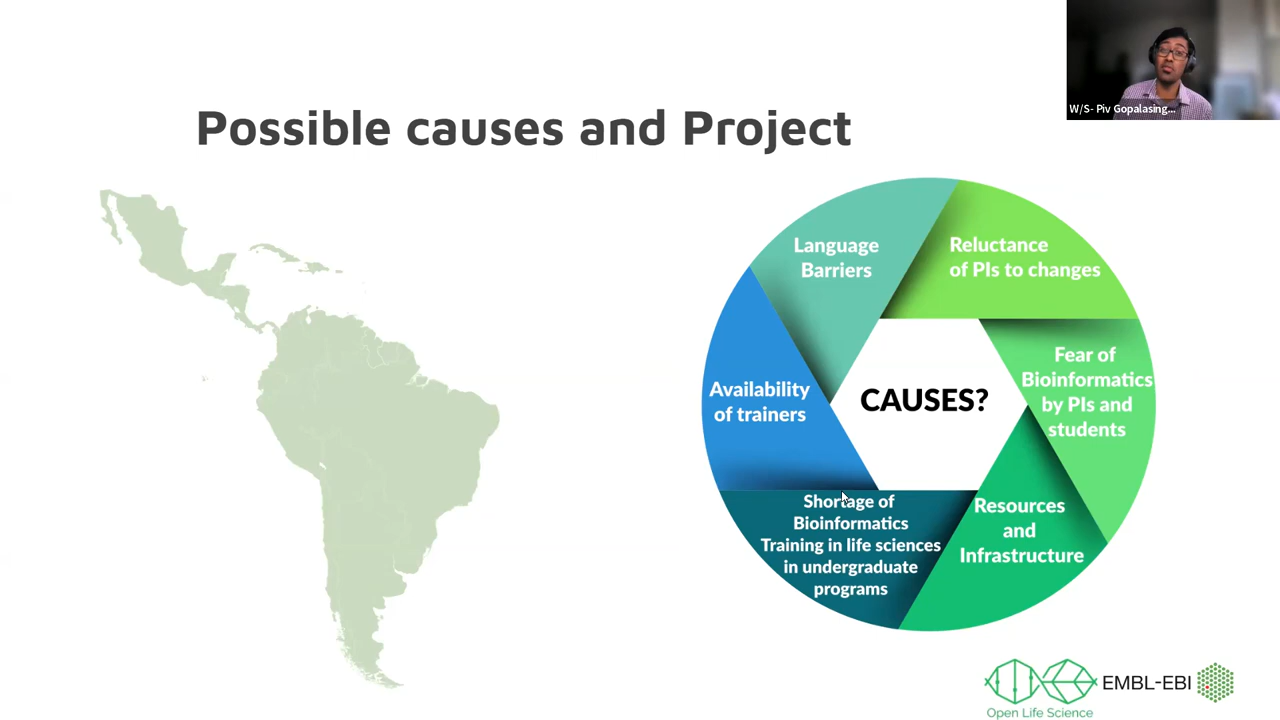 W/S- Piv Gopalasing...
Possible causes and Project
Language
Barriers
Reluctance
of PIs to changes
Fear of
Bioinformatics
by PIs and
students
Availability
of trainers
CAUSES?
Shortage of
Bioinformatics
Training in life sciences
in undergraduate
programs
Resources
and
Infrastructure
Open Life Science
EMBL-EBI